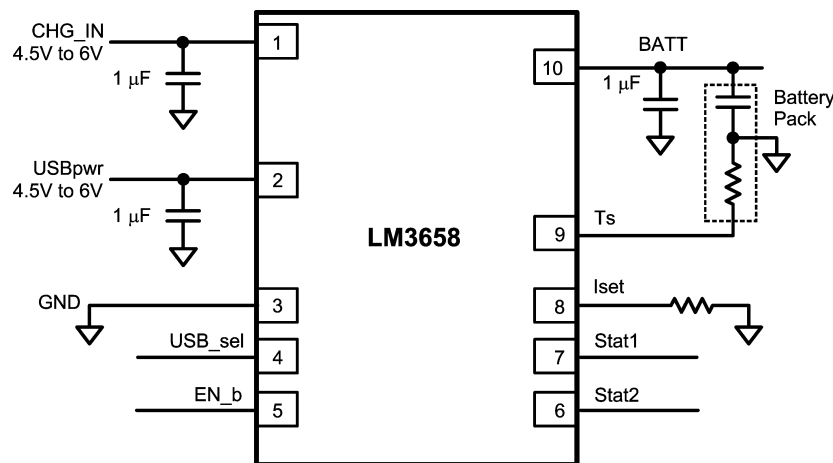 CHG_IN
4.5V to 6V
1 μF
1
USBpwr
4.5V to 6V
1 μF
2
GND
3
USB_sel
4
EN_b
5
LM3658
10
BATT
1 μF
Battery
Pack
9
Ts
8
Iset
7
Stat1
6
Stat2